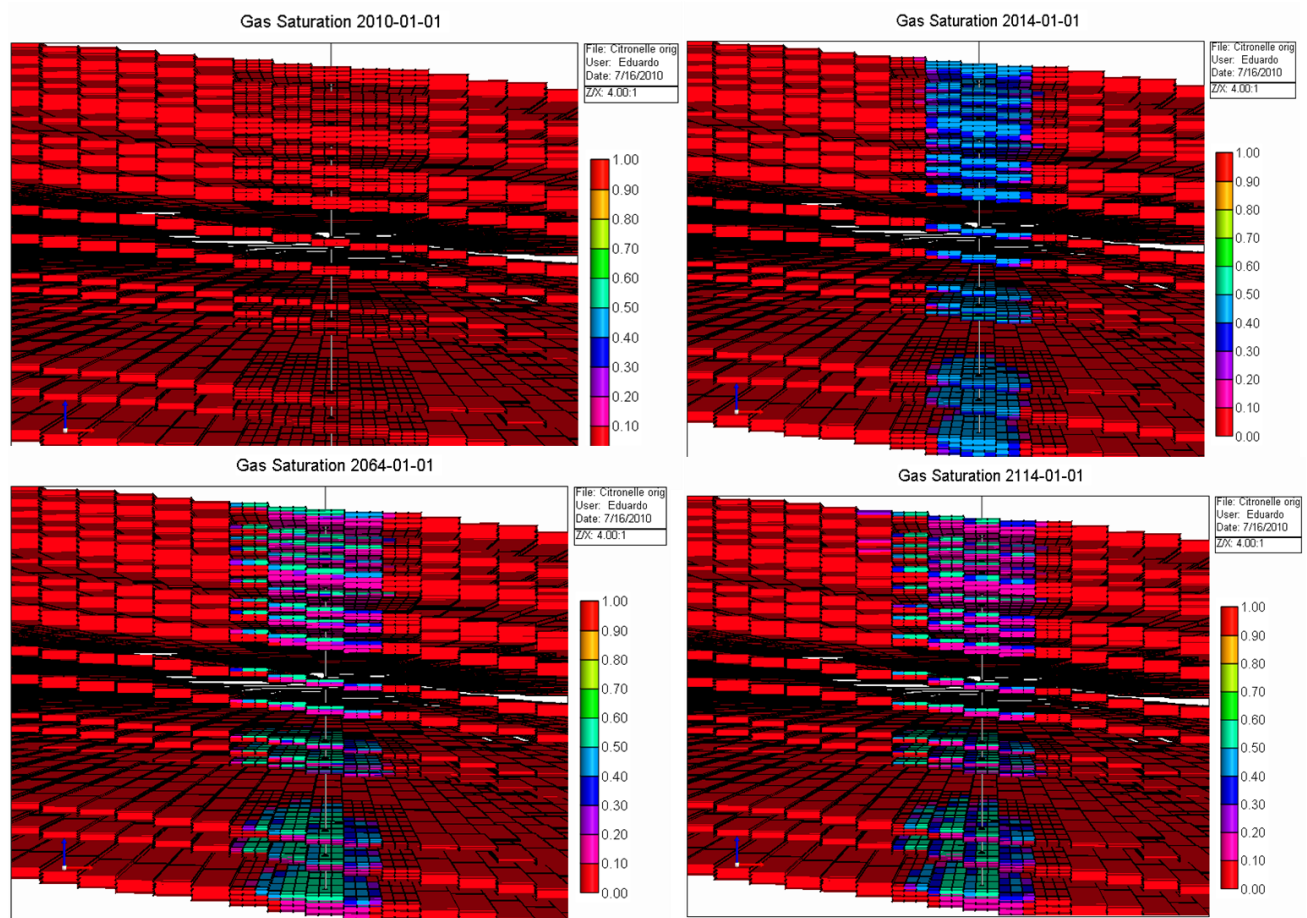 Gas Saturation 2010-01-01
File: Citronelle orig
User: Eduardo
Date: 7/16/2010
Z/X: 4.00:1
1.00
0.90
0.80
0.70
0.60
0.50
0.40
0.30
0.20
0.10
Gas Saturation 2014-01-01
File: Citronelle orig
User: Eduardo
Date: 7/16/2010
Z/X: 4.00:1
1.00
0.90
0.80
0.70
0.60
0.50
0.40
0.30
0.20
0.10
0.00
Gas Saturation 2064-01-01
File: Citronelle orig
User: Eduardo
Date: 7/16/2010
Z/X: 4.00:1
1.00
0.90
0.80
0.70
0.60
0.50
0.40
0.30
0.20
0.10
0.00
Gas Saturation 2114-01-01
File: Citronelle orig
User: Eduardo
Date: 7/16/2010
Z/X: 4.00:1
1.00
0.90
0.80
0.70
0.60
0.50
0.40
0.30
0.20
0.10
0.00